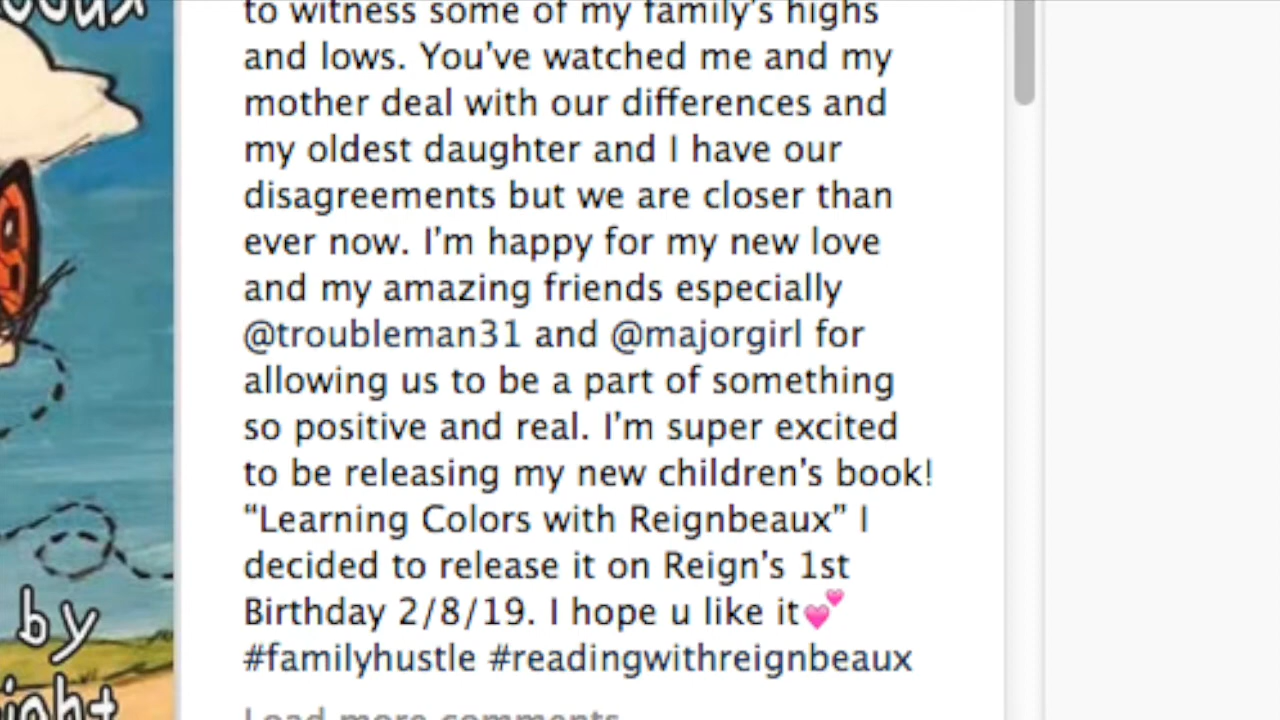 to witness some of my family's highs
and lows. You've watched me and my
mother deal with our differences and
my oldest daughter and I have our
disagreements but we are closer than
ever now. I'm happy for my new love
and my amazing friends especially
@troubleman31 and @majorgirl for
allowing us to be a part of something
so positive and real. I'm super excited
to be releasing my new children's book!
“Learning Colors with Reignbeaux” I
decided to release it on Reign's 1st
Birthday 2/8/19. I hope u like it💕
#familyhustle #readingwithreignbeaux
Load more comments
by